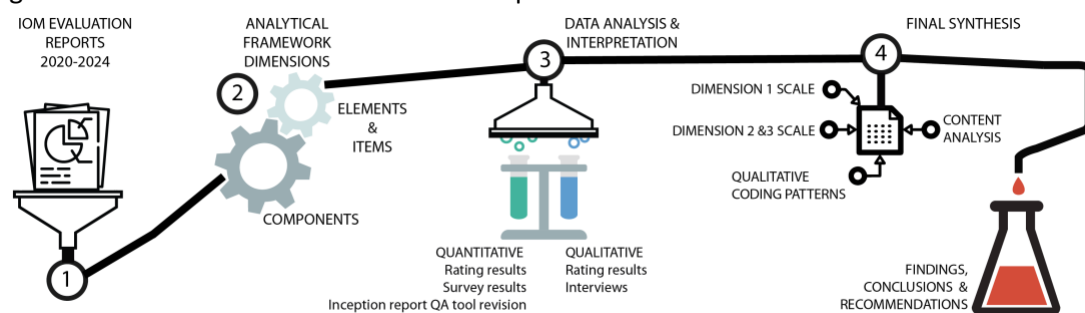 IOM EVALUATION
REPORTS
2020-2024
1
ANALYTICAL
FRAMEWORK
DIMENSIONS
2
ELEMENTS
&
ITEMS
COMPONENTS
DATA ANALYSIS &
INTERPRETATION
3
QUANTITATIVE
Rating results
Survey results
Inception report QA tool revision
QUALITATIVE
Rating results
Interviews
FINAL SYNTHESIS
4
DIMENSION 1 SCALE
DIMENSION 2 &3 SCALE
QUALITATIVE
CODING PATTERNS
CONTENT
ANALYSIS
FINDINGS,
CONCLUSIONS &
RECOMMENDATIONS